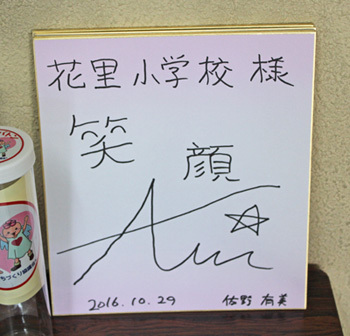 花里小学校 様
笑
顔
Ami
2016.10.29
佐野 有美